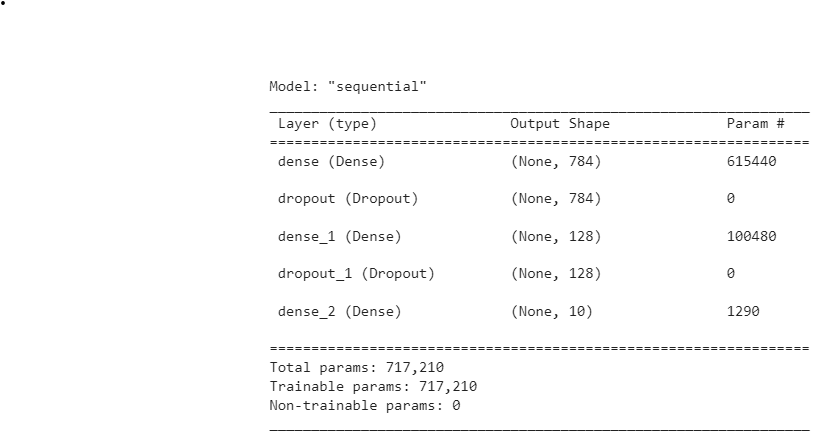 Model: "sequential"
Layer (type) Output Shape Param #
=================================================================
dense (Dense) (None, 784) 615440
dropout (Dropout) (None, 784) 0
dense_1 (Dense) (None, 128) 100480
dropout_1 (Dropout) (None, 128) 0
dense_2 (Dense) (None, 10) 1290
=================================================================
Total params: 717,210
Trainable params: 717,210
Non-trainable params: 0